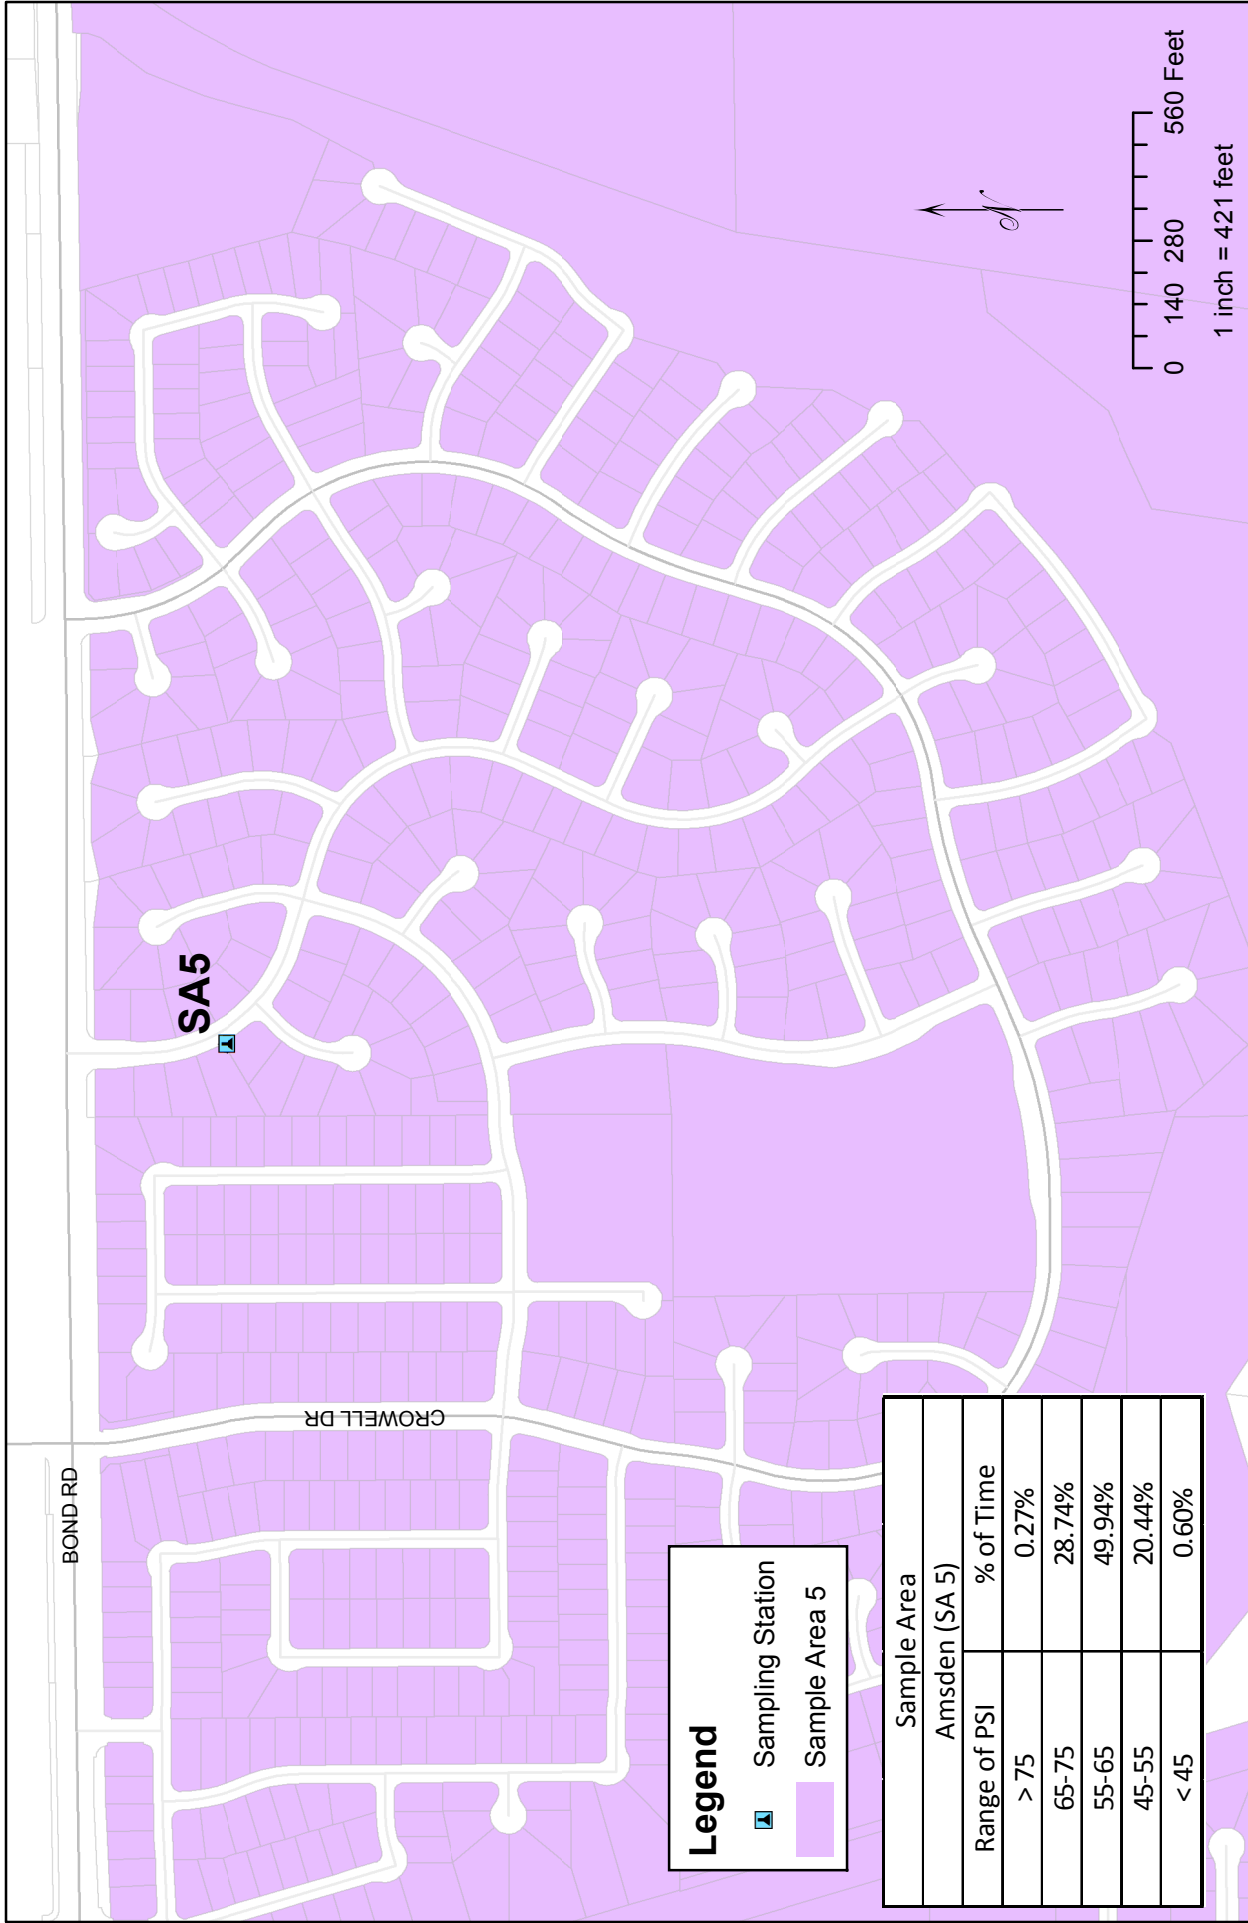 BOND RD
CROWELL DR
SA5
Legend
Sampling Station
Sample Area 5
Sample Area
Amsden (SA 5)
Range of PSI % of Time
> 75 0.27%
65-75 28.74%
55-65 49.94%
45-55 20.44%
< 45 0.60%
N
0 140 280 560 Feet
1 inch = 421 feet